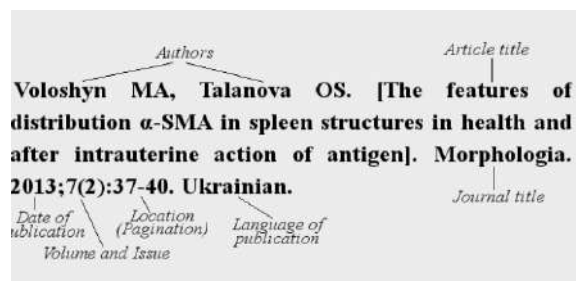 Authors
Article title
Voloshyn MA, Talanova OS. [The features of
distribution α-SMA in spleen structures in health and
after intrauterine action of antigen]. Morphologia.
2013;7(2):37-40. Ukrainian.
Journal title
Date of
ublication
Location
(Pagination)
Language of
publication
Volume and Issue